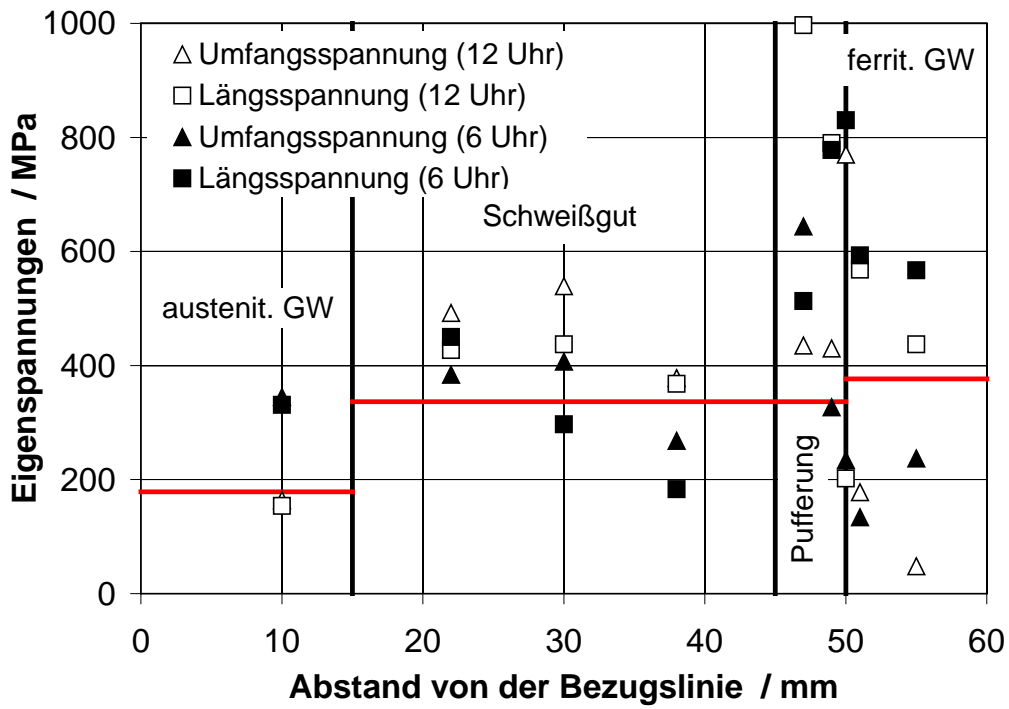 1000
800
600
400
200
0
Eigenspannungen / MPa
Umfangsspannung (12 Uhr)
Längsspannung (12 Uhr)
Umfangsspannung (6 Uhr)
Längsspannung (6 Uhr)
ferrit. GW
Schweißgut
austenit. GW
Pufferung
0 10 20 30 40 50 60
Abstand von der Bezugslinie / mm